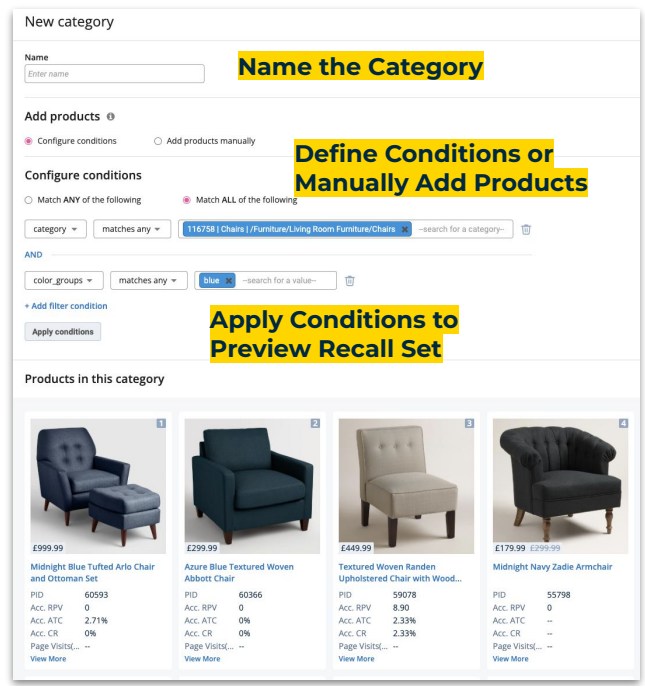 New category
Name
Enter name
Name the Category
Add products
Configure conditions
Add products manually
Define Conditions or
Manually Add Products
Configure conditions
Match ANY of the following
Match ALL of the following
category
matches any
116758 | Chairs | /Furniture/Living Room Furniture/Chairs
--search for a category--
AND
color_groups
matches any
blue
--search for a value--
+ Add filter condition
Apply conditions
Apply Conditions to
Preview Recall Set
Products in this category
1
£999.99
Midnight Blue Tufted Arlo Chair
and Ottoman Set
PID 60593
Acc. RPV 0
Acc. ATC 2.71%
Acc. CR 0%
Page Visits(... --
View More
2
£299.99
Azure Blue Textured Woven
Abbott Chair
PID 60366
Acc. RPV 0
Acc. ATC 0%
Acc. CR 0%
Page Visits(... --
View More
3
£449.99
Textured Woven Randen
Upholstered Chair with Wood...
PID 59078
Acc. RPV 8.90
Acc. ATC 2.33%
Acc. CR 2.33%
Page Visits(... --
View More
4
£179.99 £299.99
Midnight Navy Zadie Armchair
PID 55798
Acc. RPV 0
Acc. ATC --
Acc. CR --
Page Visits(... --
View More